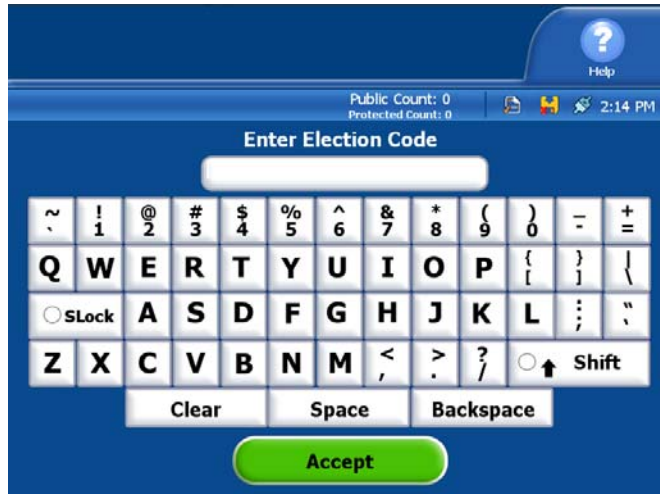 ?
Help
Public Count: 0
Protected Count: 0
2:14 PM
Enter Election Code
~ ! @ # $ % ^ & * ( ) _ +
` 1 2 3 4 5 6 7 8 9 0 - =
Q W E R T Y U I O P { } |
[ ] \
SLock A S D F G H J K L : "
; '
Z X C V B N M < > ? Shift
, . /
Clear Space Backspace
Accept